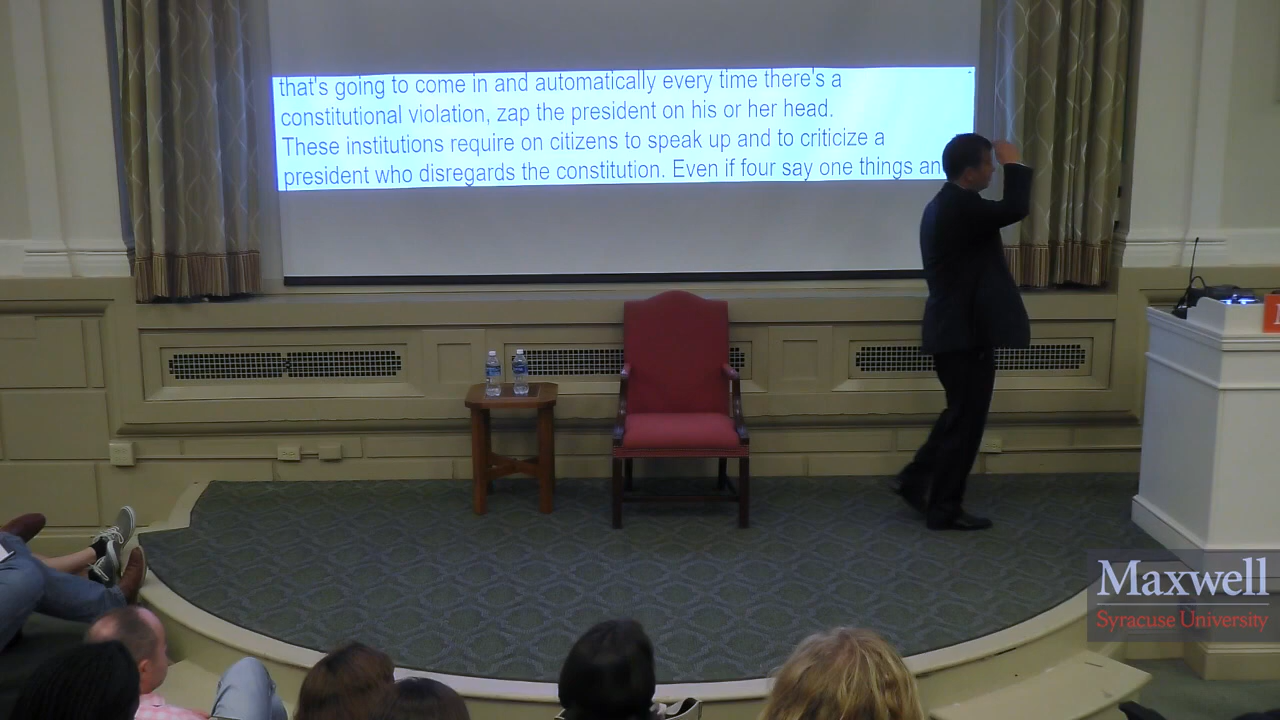 that's going to come in and automatically every time there's a
constitutional violation, zap the president on his or her head.
These institutions require on citizens to speak up and to criticize a
president who disregards the constitution. Even if four say one things an
Maxwell
Syracuse University